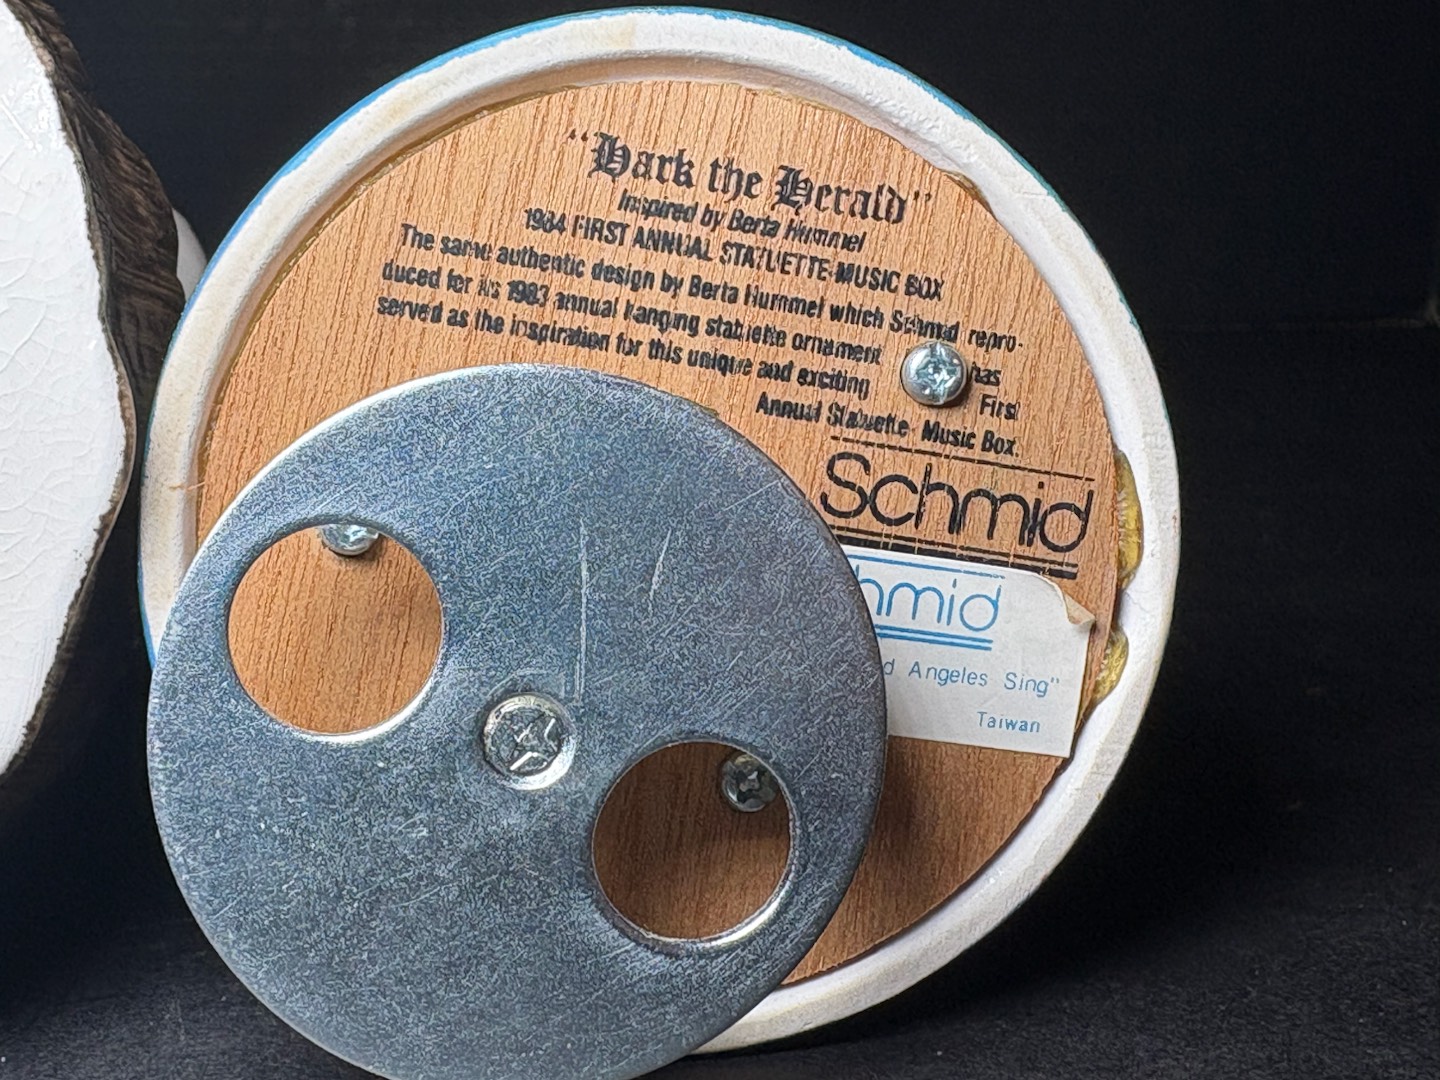 "Hark the Herald"
Inspired by Berta Hummel
1984 FIRST ANNUAL STATUETTE MUSIC BOX
The same authentic design by Berta Hummel which Schmid repro-
duced for its 1983 annual hanging statuette ornament has
served as the inspiration for this unique and exciting First
Annual Statuette Music Box.
Schmid
hmid
d Angeles Sing"
Taiwan